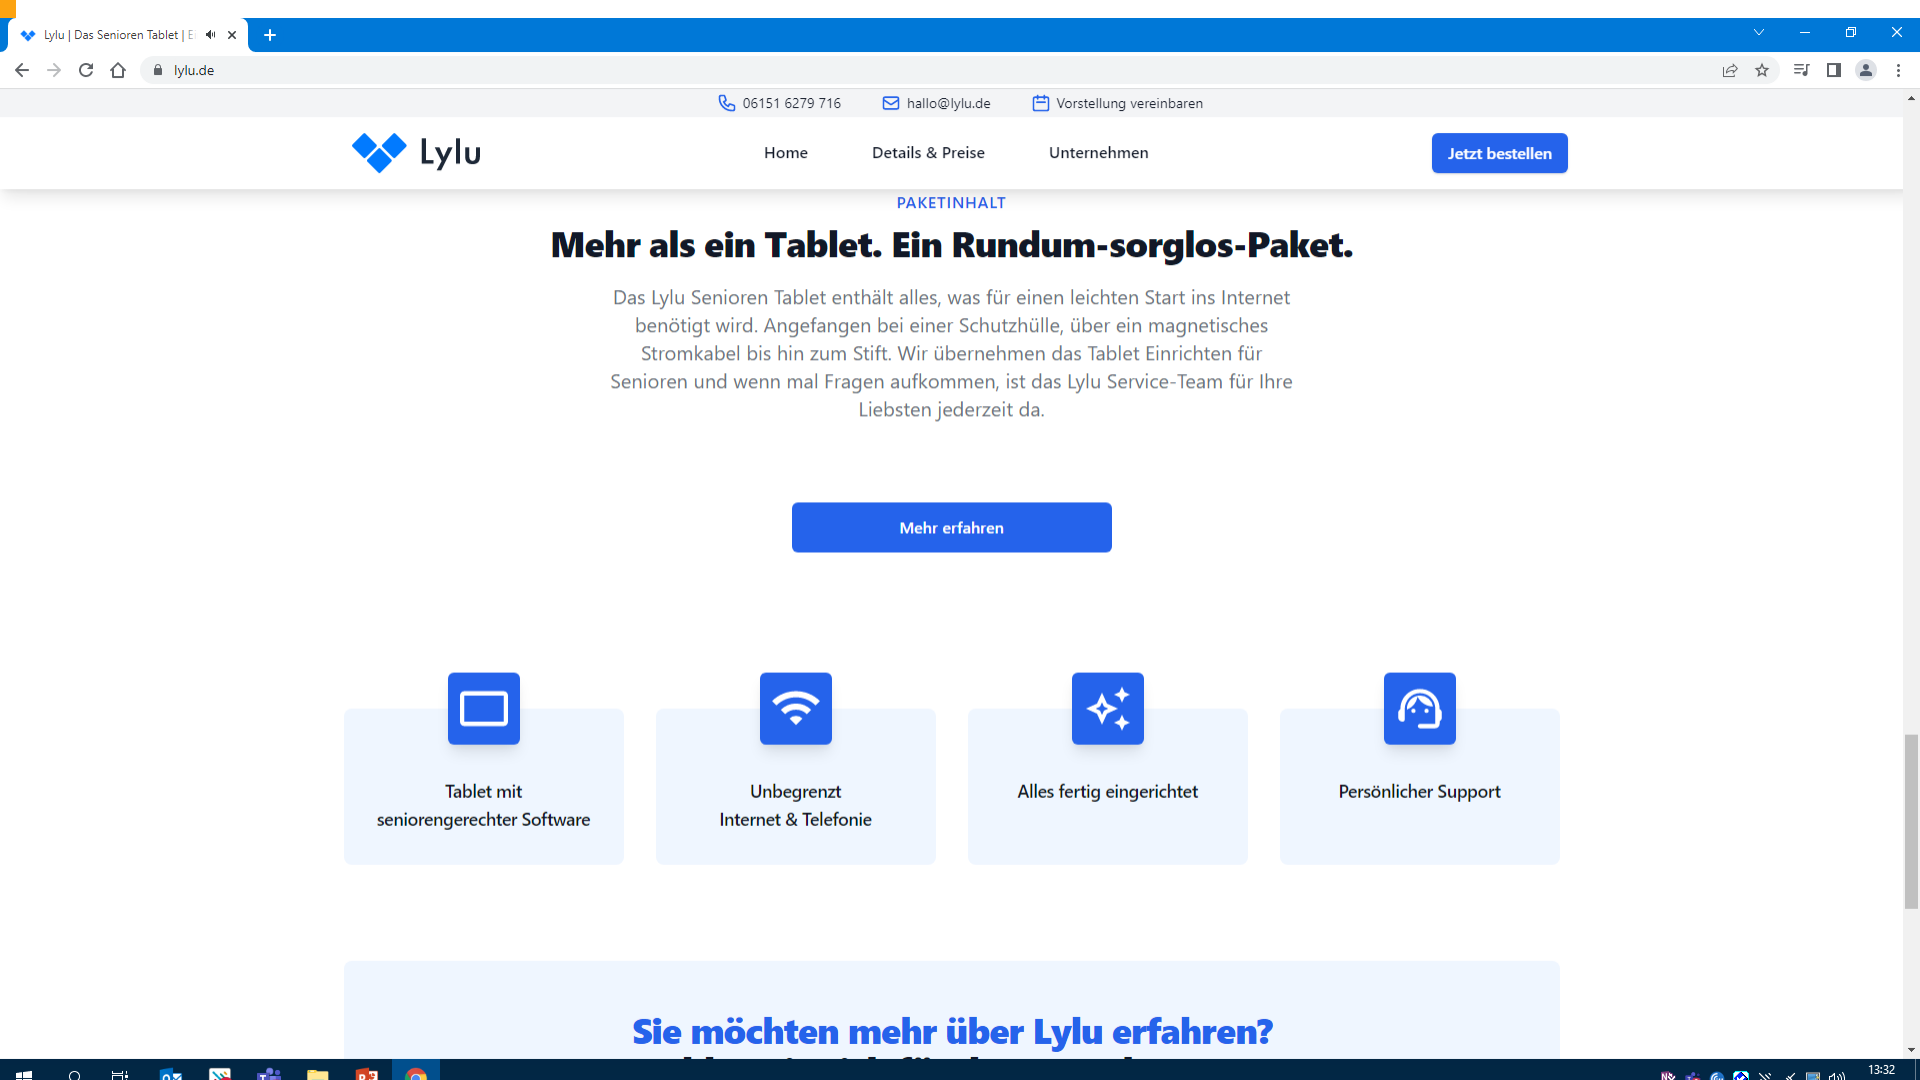 Lylu | Das Senioren Tablet | E
lylu.de
06151 6279 716
hallo@lylu.de
Vorstellung vereinbaren
Lylu
Home
Details & Preise
Unternehmen
Jetzt bestellen
PAKETINHALT
Mehr als ein Tablet. Ein Rundum-sorglos-Paket.
Das Lylu Senioren Tablet enthält alles, was für einen leichten Start ins Internet
benötigt wird. Angefangen bei einer Schutzhülle, über ein magnetisches
Stromkabel bis hin zum Stift. Wir übernehmen das Tablet Einrichten für
Senioren und wenn mal Fragen aufkommen, ist das Lylu Service-Team für Ihre
Liebsten jederzeit da.
Mehr erfahren
Tablet mit
seniorengerechter Software
Unbegrenzt
Internet & Telefonie
Alles fertig eingerichtet
Persönlicher Support
Sie möchten mehr über Lylu erfahren?
13:32